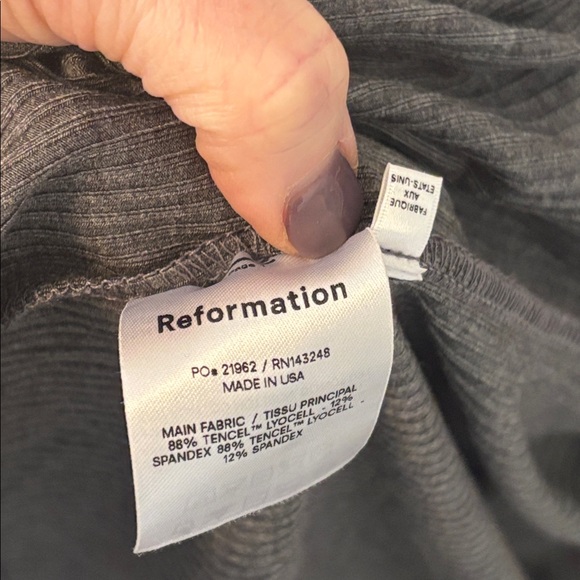 Reformation
PO# 21962 / RN143248
MADE IN USA
MAIN FABRIC / TISSU PRINCIPAL
88% TENCEL™ LYOCELL . 12%
SPANDEX 88% TENCEL™ LYOCELL .
12% SPANDEX
FABRIQUE
AUX
ETATS-UNIS